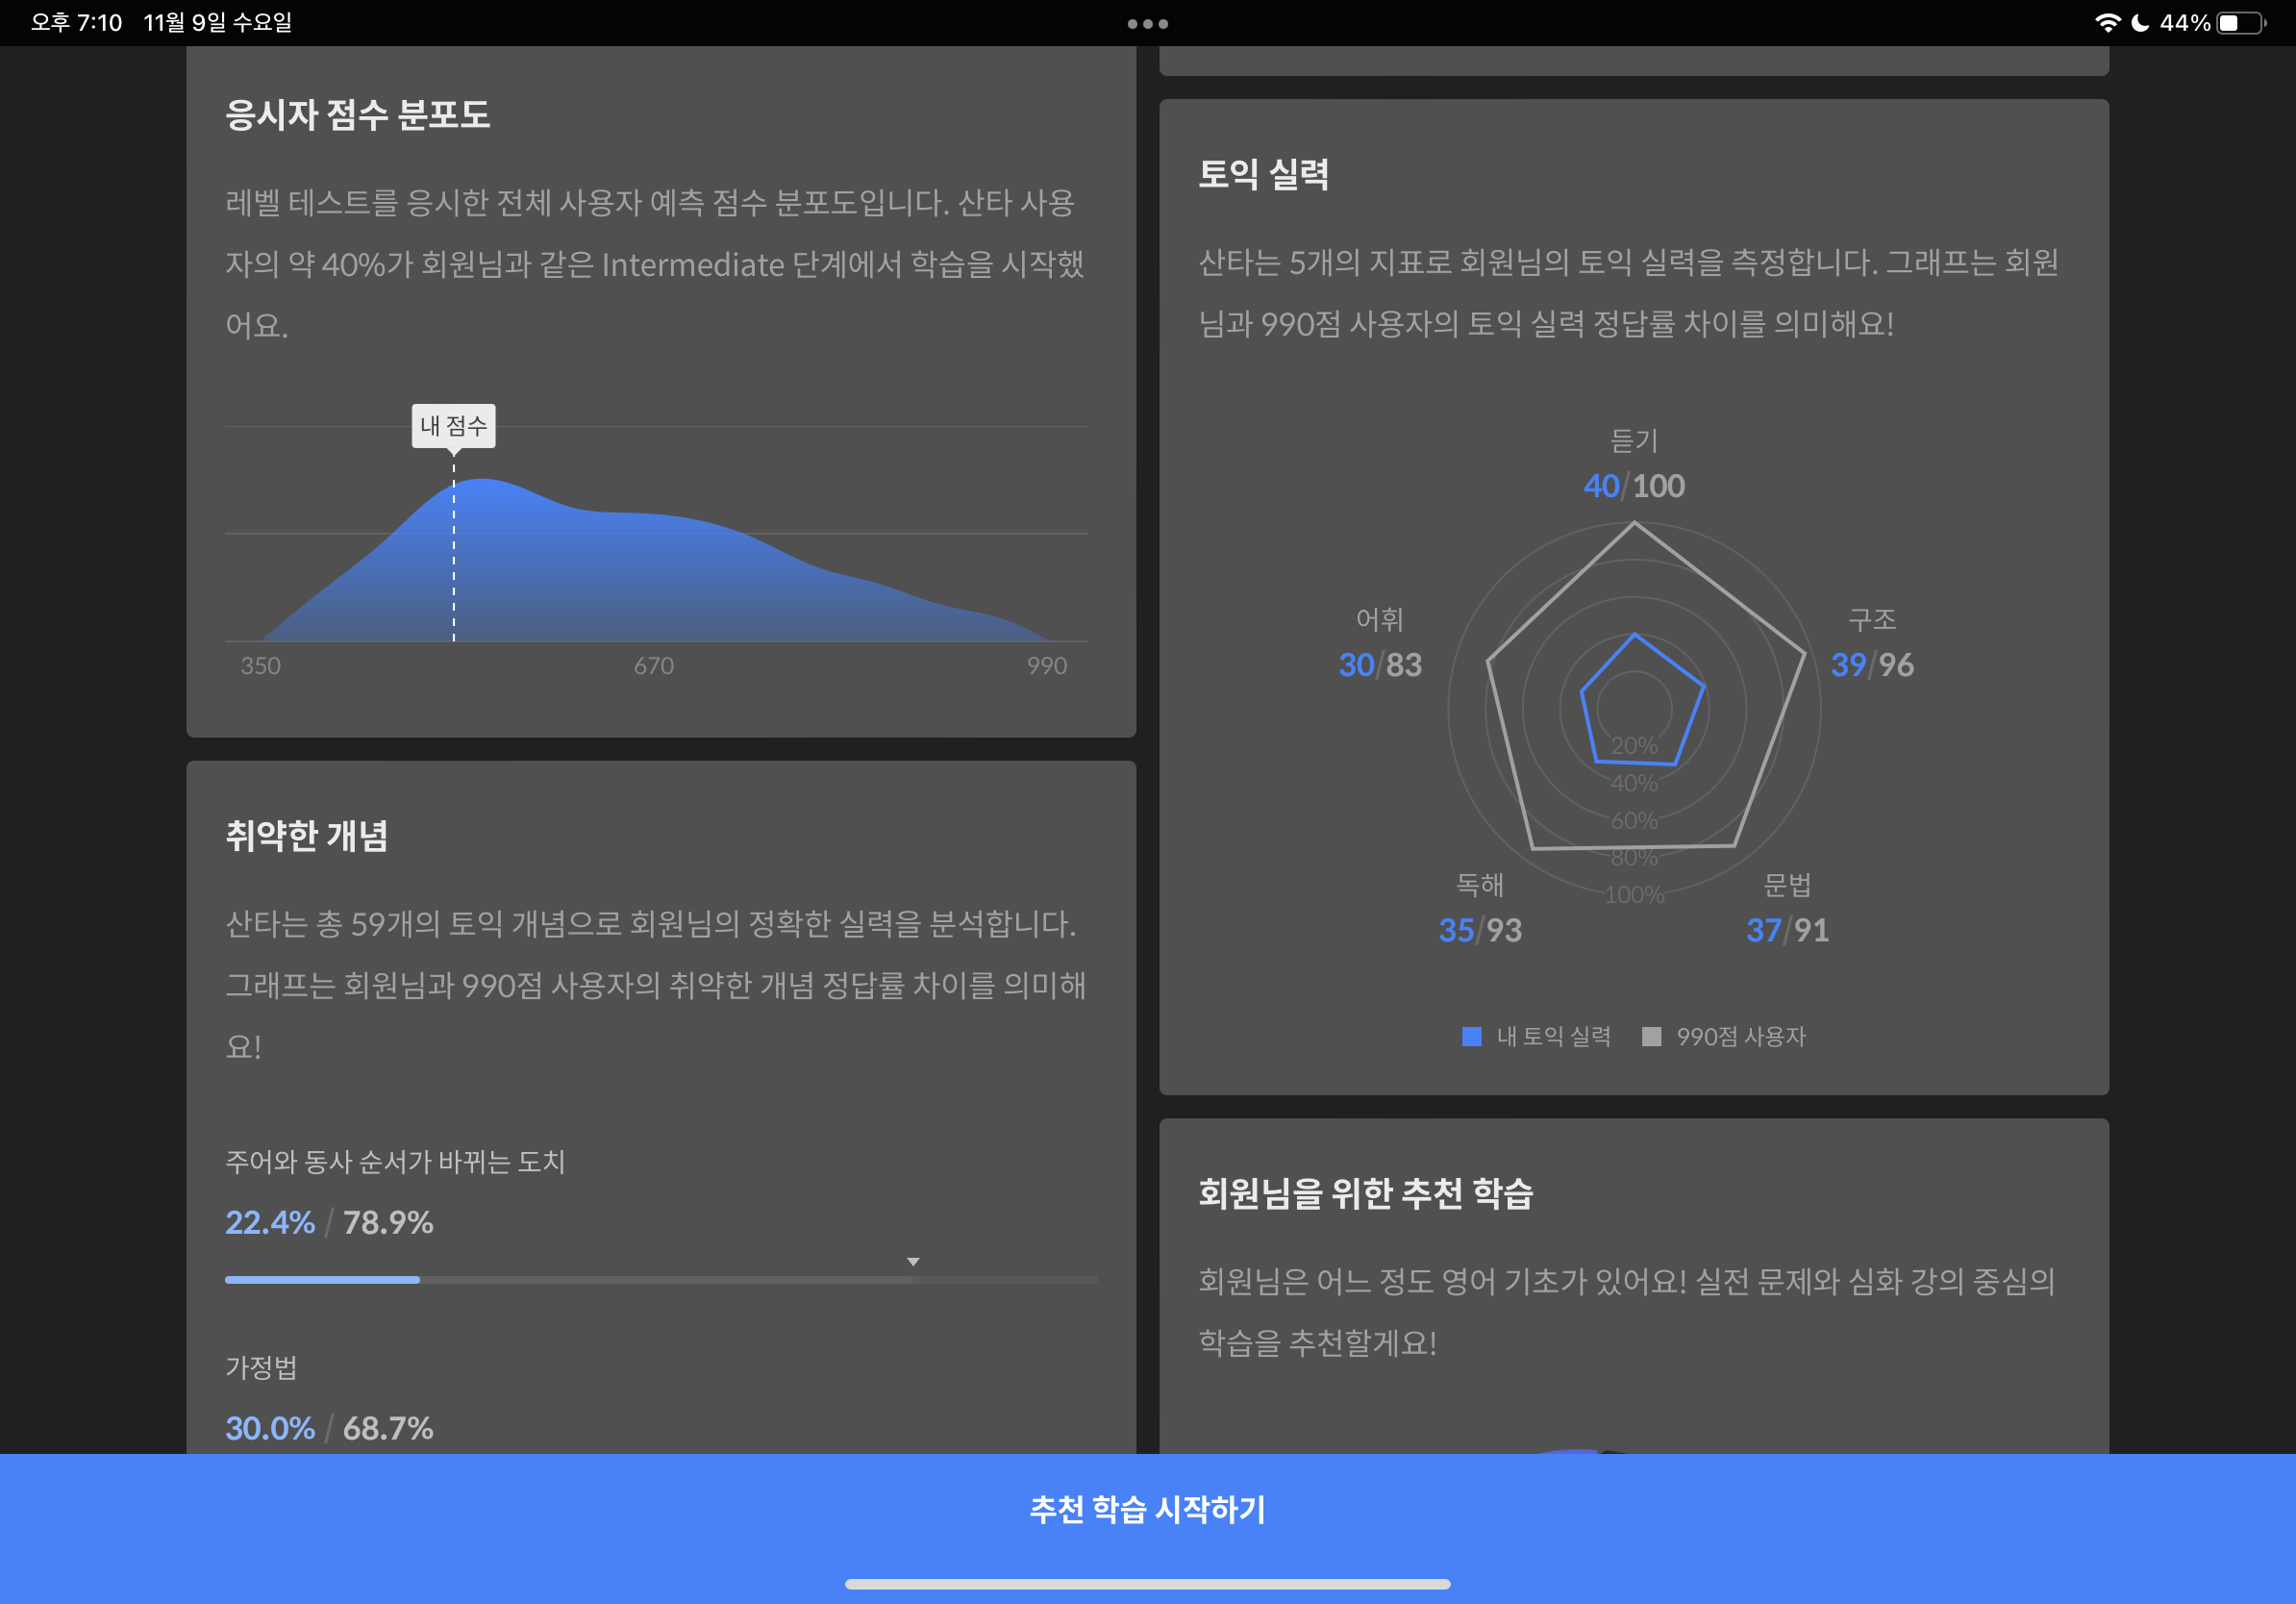 오후 7:10 11월 9일 수요일
44%
응시자 점수 분포도
레벨 테스트를 응시한 전체 사용자 예측 점수 분포도입니다. 산타 사용
자의 약 40%가 회원님과 같은 Intermediate 단계에서 학습을 시작했
어요.
내 점수
350 670 990
취약한 개념
산타는 총 59개의 토익 개념으로 회원님의 정확한 실력을 분석합니다.
그래프는 회원님과 990점 사용자의 취약한 개념 정답률 차이를 의미해
요!
주어와 동사 순서가 바뀌는 도치
22.4% / 78.9%
가정법
30.0% / 68.7%
토익 실력
산타는 5개의 지표로 회원님의 토익 실력을 측정합니다. 그래프는 회원
님과 990점 사용자의 토익 실력 정답률 차이를 의미해요!
듣기
40/100
어휘
30/83
구조
39/96
20%
40%
60%
80%
100%
독해
35/93
문법
37/91
내 토익 실력 990점 사용자
회원님을 위한 추천 학습
회원님은 어느 정도 영어 기초가 있어요! 실전 문제와 심화 강의 중심의
학습을 추천할게요!
추천 학습 시작하기